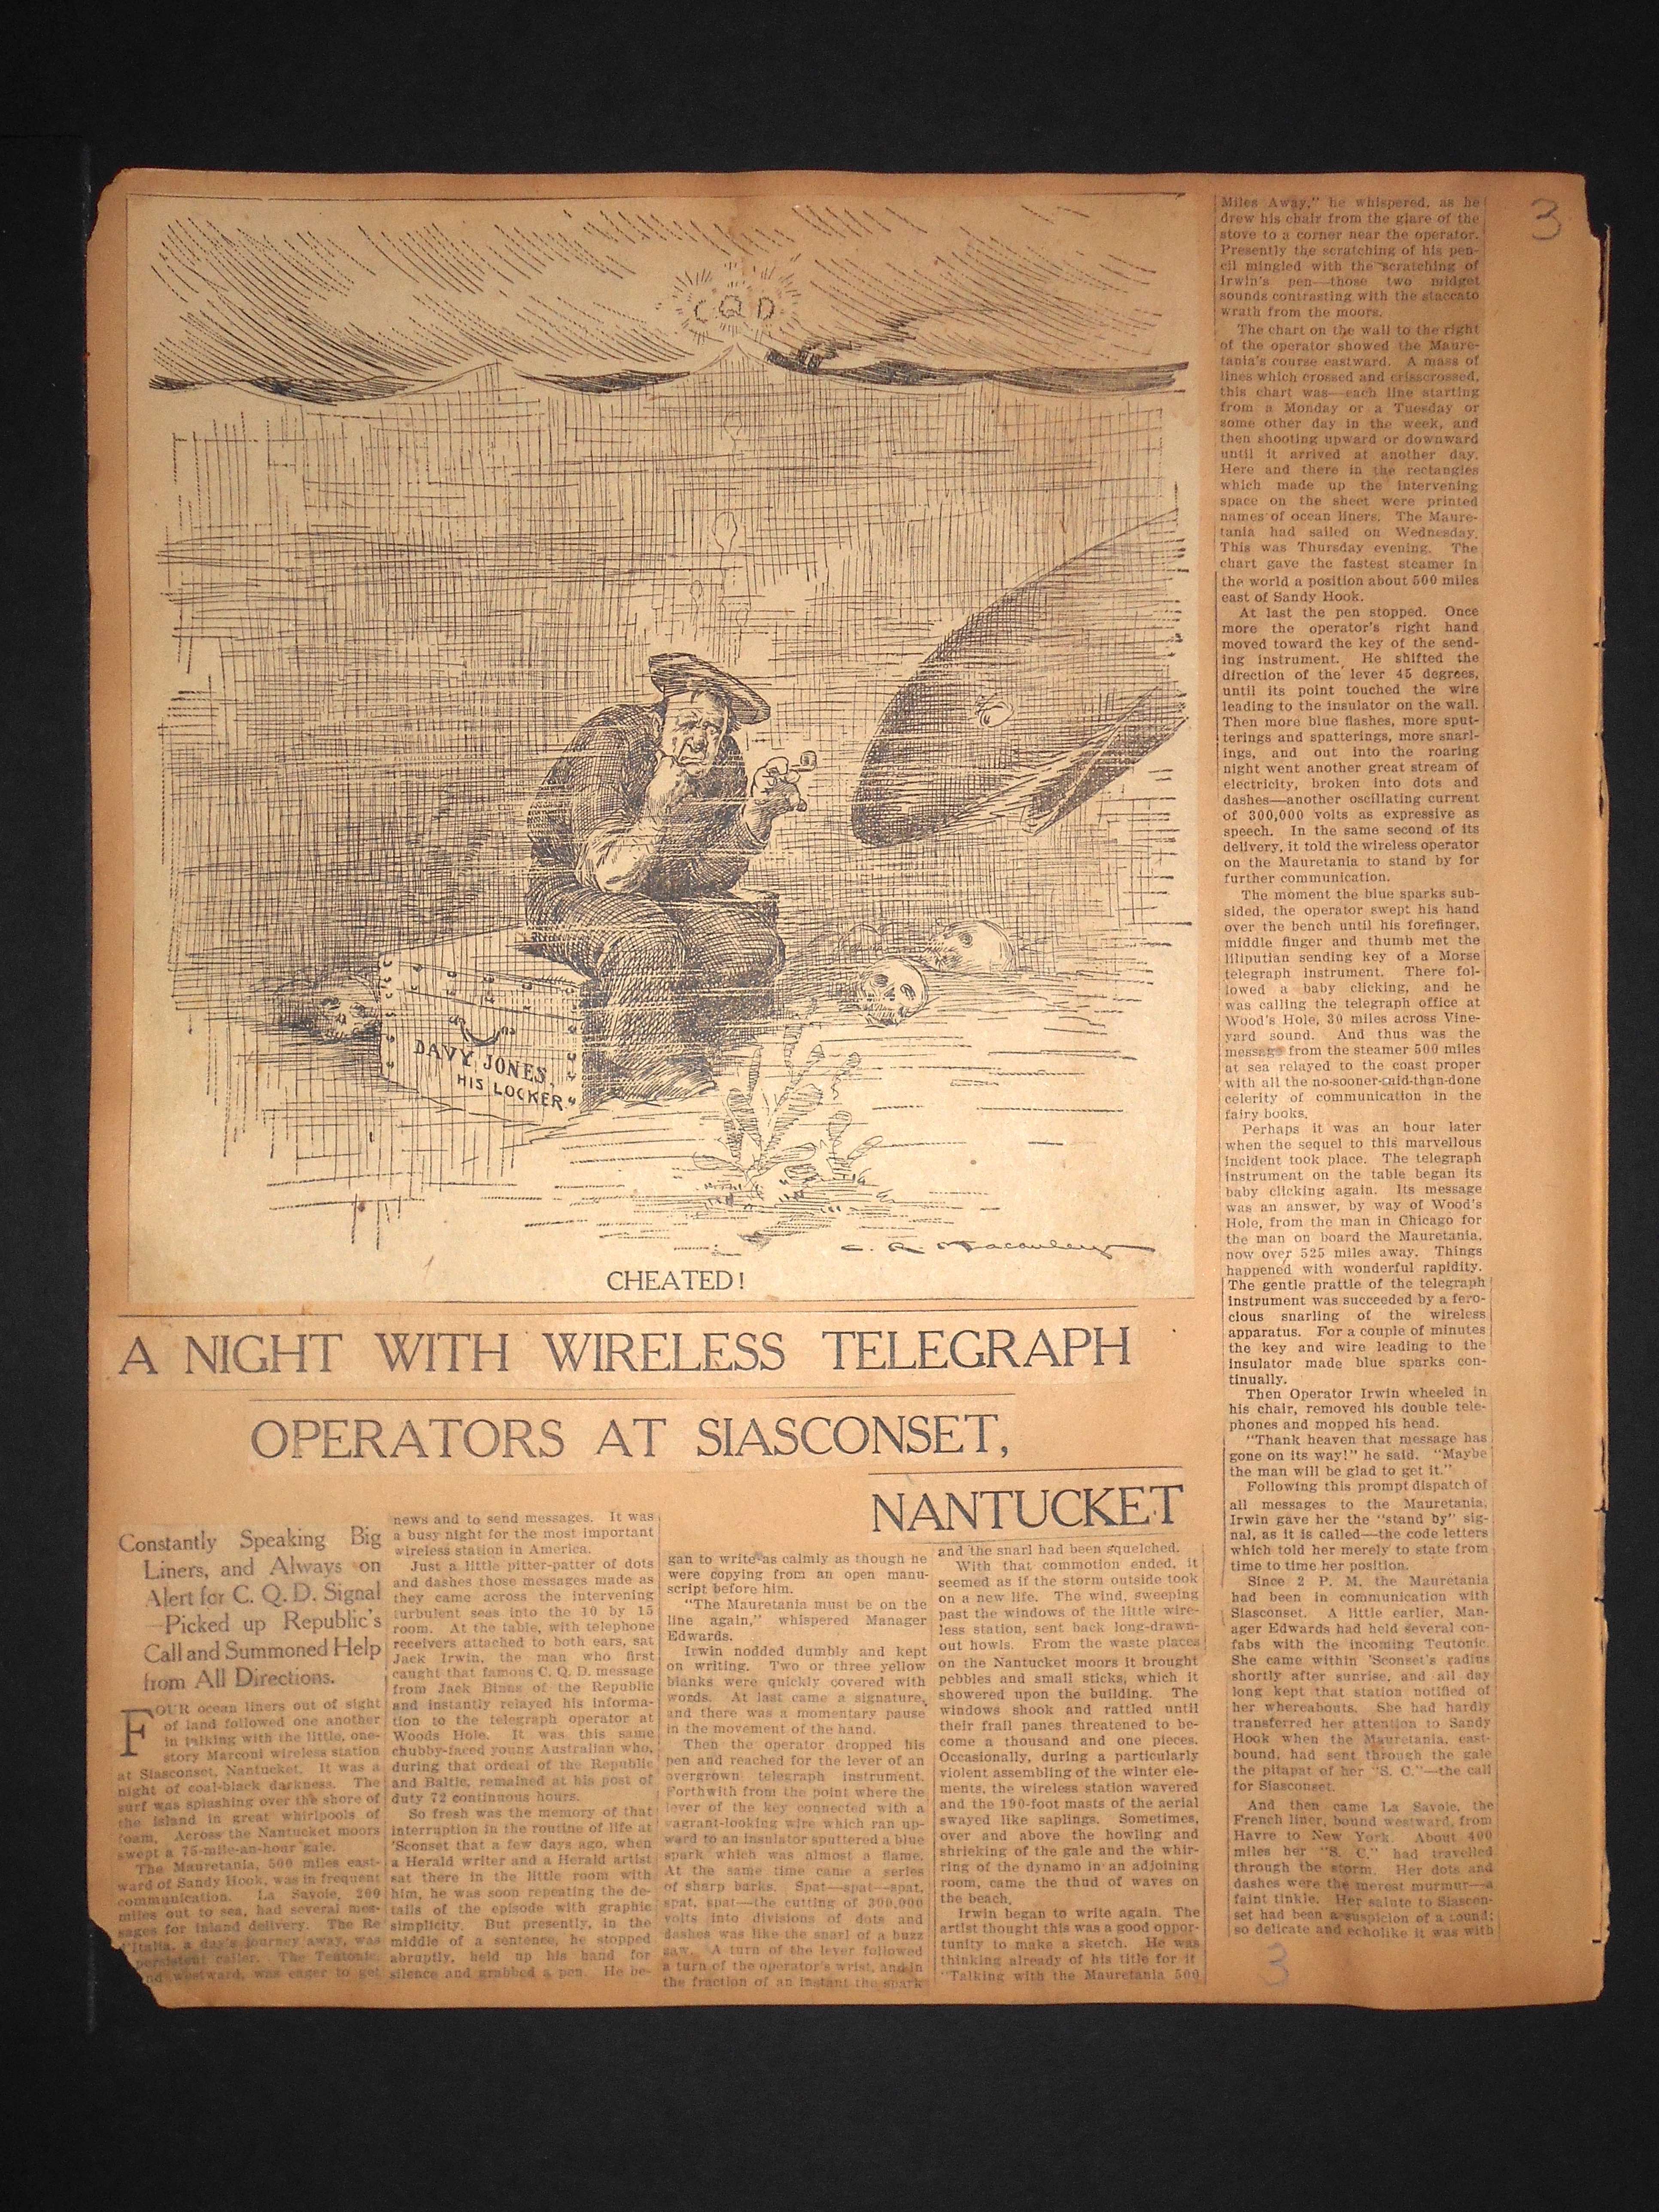 3
C Q D
DAVY JONES,
HIS LOCKER
C. R. Macauley
CHEATED!
A NIGHT WITH WIRELESS TELEGRAPH
OPERATORS AT SIASCONSET,
NANTUCKET
Constantly Speaking Big
Liners, and Always on
Alert for C. Q. D. Signal
—Picked up Republic's
Call and Summoned Help
from All Directions.
FOUR ocean liners out of sight
of land followed one another
in talking with the little, one-
story Marconi wireless station
at Siasconset, Nantucket. It was a
night of coal-black darkness. The
surf was splashing over the shore of
the island in great whirlpools of
foam. Across the Nantucket moors
swept a 75-mile-an-hour gale.
The Mauretania, 500 miles east-
ward of Sandy Hook, was in frequent
communication. La Savoie, 200
miles out to sea, had several mes-
sages for inland delivery. The Re
d'Italia, a day's journey away, was
persistent caller. The Teutonic,
nd westward, was eager to get
news and to send messages. It was
a busy night for the most important
wireless station in America.
Just a little pitter-patter of dots
and dashes those messages made as
they came across the intervening
turbulent seas into the 10 by 15
room. At the table, with telephone
receivers attached to both ears, sat
Jack Irwin, the man who first
caught that famous C. Q. D. message
from Jack Binns of the Republic
and instantly relayed his informa-
tion to the telegraph operator at
Woods Hole. It was this same
chubby-faced young Australian who,
during that ordeal of the Republic
and Baltic, remained at his post of
duty 72 continuous hours.
So fresh was the memory of that
interruption in the routine of life at
'Sconset that a few days ago, when
a Herald writer and a Herald artist
sat there in the little room with
him, he was soon repeating the de-
tails of the episode with graphic
simplicity. But presently, in the
middle of a sentence, he stopped
abruptly, held up his hand for
silence and grabbed a pen. He be-
gan to write as calmly as though he
were copying from an open manu-
script before him.
"The Mauretania must be on the
line again," whispered Manager
Edwards.
Irwin nodded dumbly and kept
on writing. Two or three yellow
blanks were quickly covered with
words. At last came a signature,
and there was a momentary pause
in the movement of the hand.
Then the operator dropped his
pen and reached for the lever of an
overgrown telegraph instrument.
Forthwith from the point where the
lever of the key connected with a
vagrant-looking wire which ran up-
ward to an insulator sputtered a blue
spark which was almost a flame.
At the same time came a series
of sharp barks. Spat—spat—spat,
spat, spat—the cutting of 300,000
volts into divisions of dots and
dashes was like the snarl of a buzz
saw. A turn of the lever followed
a turn of the operator's wrist, and in
the fraction of an instant the spark
and the snarl had been squelched.
With that commotion ended, it
seemed as if the storm outside took
on a new life. The wind, sweeping
past the windows of the little wire-
less station, sent back long-drawn-
out howls. From the waste places
on the Nantucket moors it brought
pebbles and small sticks, which it
showered upon the building. The
windows shook and rattled until
their frail panes threatened to be-
come a thousand and one pieces.
Occasionally, during a particularly
violent assembling of the winter ele-
ments, the wireless station wavered
and the 190-foot masts of the aerial
swayed like saplings. Sometimes,
over and above the howling and
shrieking of the gale and the whir-
ring of the dynamo in an adjoining
room, came the thud of waves on
the beach.
Irwin began to write again. The
artist thought this was a good oppor-
tunity to make a sketch. He was
thinking already of his title for it
"Talking with the Mauretania 500
Miles Away," he whispered, as he
drew his chair from the glare of the
stove to a corner near the operator.
Presently the scratching of his pen-
cil mingled with the scratching of
Irwin's pen—those two midget
sounds contrasting with the staccato
wrath from the moors.
The chart on the wall to the right
of the operator showed the Maure-
tania's course eastward. A mass of
lines which crossed and crisscrossed,
this chart was—each line starting
from a Monday or a Tuesday or
some other day in the week, and
then shooting upward or downward
until it arrived at another day.
Here and there in the rectangles
which made up the intervening
space on the sheet were printed
names of ocean liners. The Maure-
tania had sailed on Wednesday.
This was Thursday evening. The
chart gave the fastest steamer in
the world a position about 500 miles
east of Sandy Hook.
At last the pen stopped. Once
more the operator's right hand
moved toward the key of the send-
ing instrument. He shifted the
direction of the lever 45 degrees,
until its point touched the wire
leading to the insulator on the wall.
Then more blue flashes, more sput-
terings and spatterings, more snarl-
ings, and out into the roaring
night went another great stream of
electricity, broken into dots and
dashes—another oscillating current
of 300,000 volts as expressive as
speech. In the same second of its
delivery, it told the wireless operator
on the Mauretania to stand by for
further communication.
The moment the blue sparks sub-
sided, the operator swept his hand
over the bench until his forefinger,
middle finger and thumb met the
liliputian sending key of a Morse
telegraph instrument. There fol-
lowed a baby clicking, and he
was calling the telegraph office at
Wood's Hole, 30 miles across Vine-
yard sound. And thus was the
message from the steamer 500 miles
at sea relayed to the coast proper
with all the no-sooner-said-than-done
celerity of communication in the
fairy books.
Perhaps it was an hour later
when the sequel to this marvellous
incident took place. The telegraph
instrument on the table began its
baby clicking again. Its message
was an answer, by way of Wood's
Hole, from the man in Chicago for
the man on board the Mauretania,
now over 525 miles away. Things
happened with wonderful rapidity.
The gentle prattle of the telegraph
instrument was succeeded by a fero-
cious snarling of the wireless
apparatus. For a couple of minutes
the key and wire leading to the
insulator made blue sparks con-
tinually.
Then Operator Irwin wheeled in
his chair, removed his double tele-
phones and mopped his head.
"Thank heaven that message has
gone on its way!" he said. "Maybe
the man will be glad to get it."
Following this prompt dispatch of
all messages to the Mauretania,
Irwin gave her the "stand by" sig-
nal, as it is called—the code letters
which told her merely to state from
time to time her position.
Since 2 P. M. the Mauretania
had been in communication with
Siasconset. A little earlier, Man-
ager Edwards had held several con-
fabs with the incoming Teutonic.
She came within 'Sconset's radius
shortly after sunrise, and all day
long kept that station notified of
her whereabouts. She had hardly
transferred her attention to Sandy
Hook when the Mauretania, east-
bound, had sent through the gale
the pitapat of her "S. C."—the call
for Siasconset.
And then came La Savoie, the
French liner, bound westward, from
Havre to New York. About 400
miles her "S. C." had travelled
through the storm. Her dots and
dashes were the merest murmur—a
faint tinkle. Her salute to Siascon-
set had been a suspicion of a sound;
so delicate and echolike it was with
3